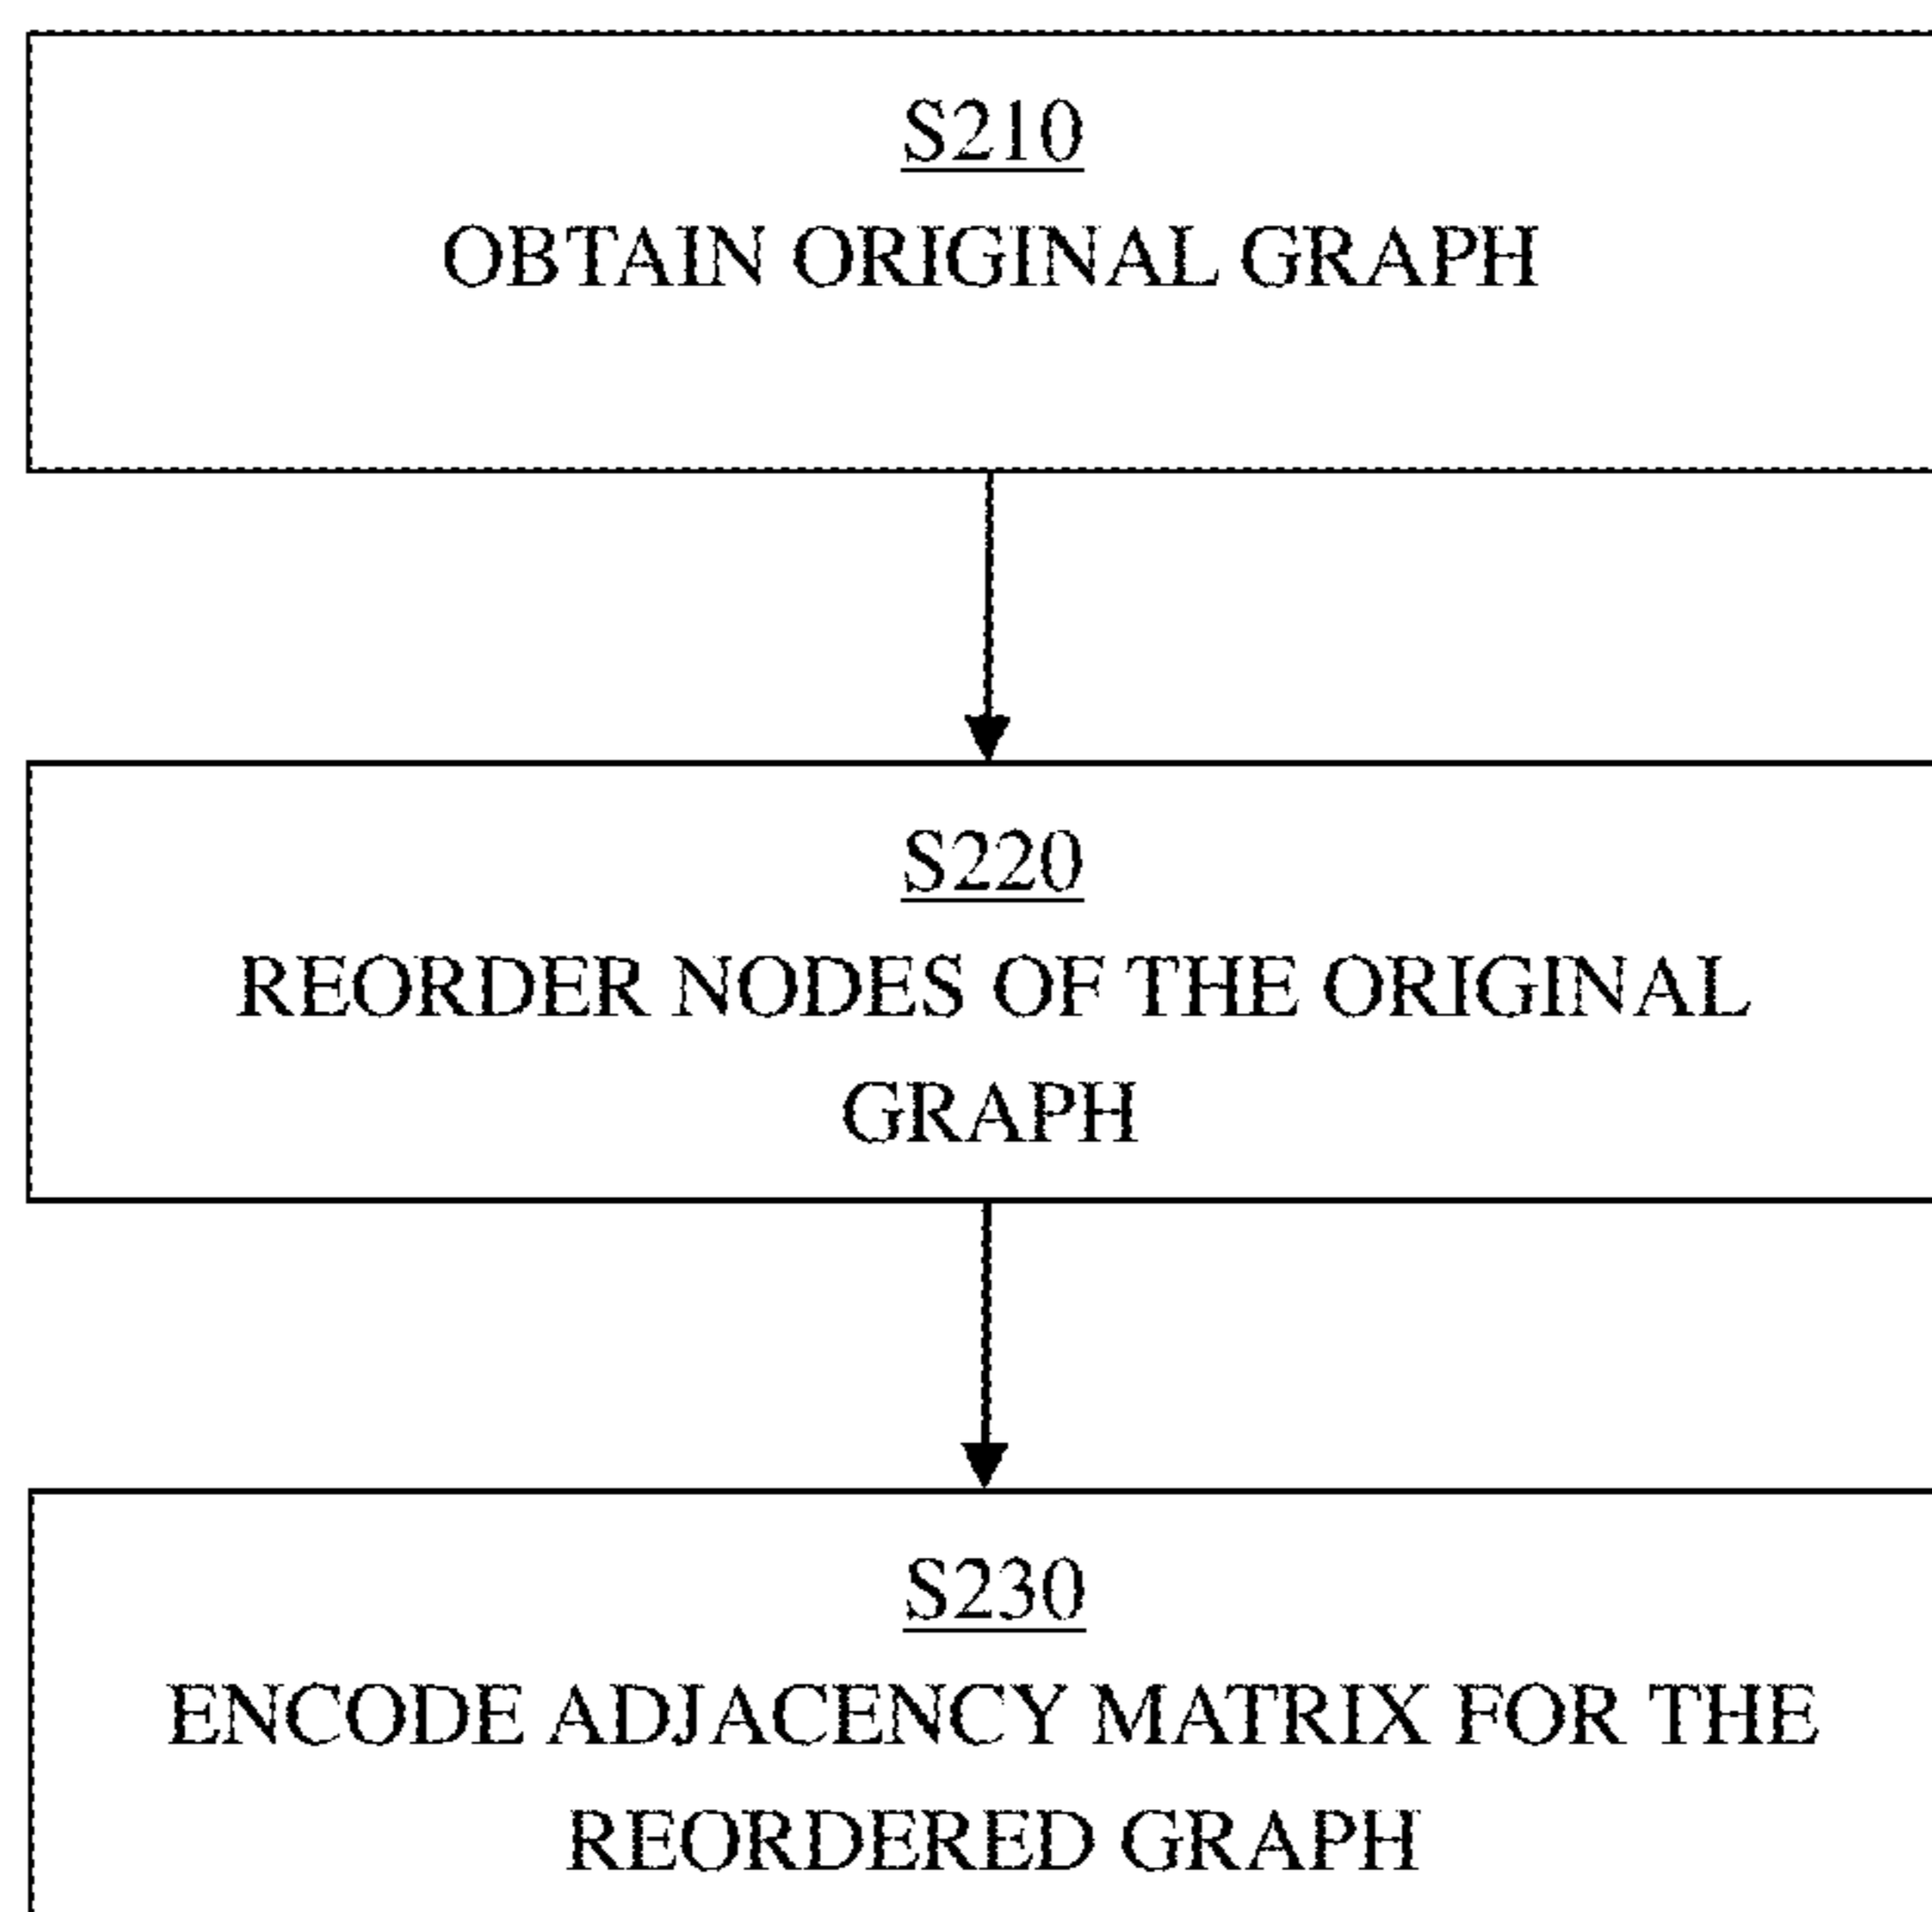 S210
OBTAIN ORIGINAL GRAPH
S220
REORDER NODES OF THE ORIGINAL
GRAPH
S230
ENCODE ADJACENCY MATRIX FOR THE
REORDERED GRAPH